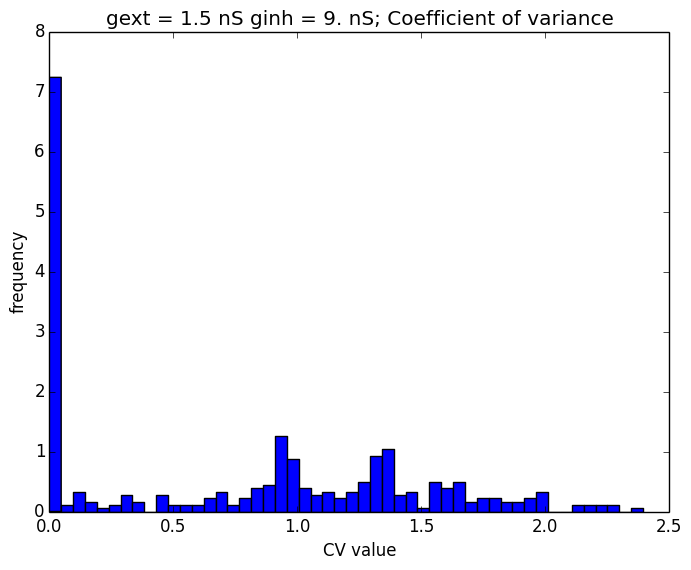 gext = 1.5 nS ginh = 9. nS; Coefficient of variance
8
7
6
5
4
3
2
1
0
frequency
0.0 0.5 1.0 1.5 2.0 2.5
CV value